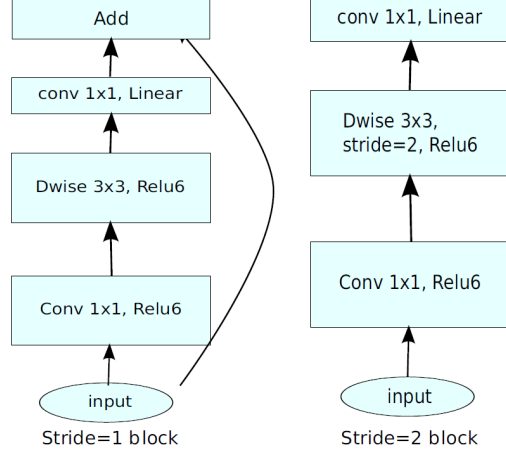 Add
conv 1x1, Linear
Dwise 3x3, Relu6
Conv 1x1, Relu6
input
Stride=1 block
conv 1x1, Linear
Dwise 3x3,
stride=2, Relu6
Conv 1x1, Relu6
input
Stride=2 block